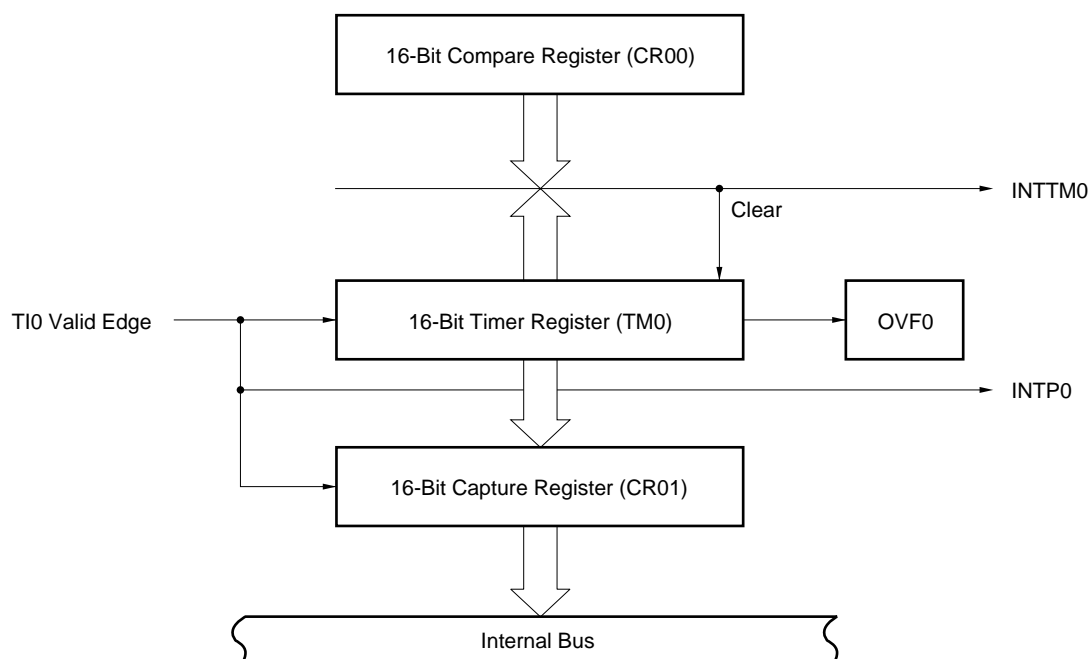 16-Bit Compare Register (CR00)
INTTM0
Clear
TI0 Valid Edge
16-Bit Timer Register (TM0)
OVF0
INTP0
16-Bit Capture Register (CR01)
Internal Bus